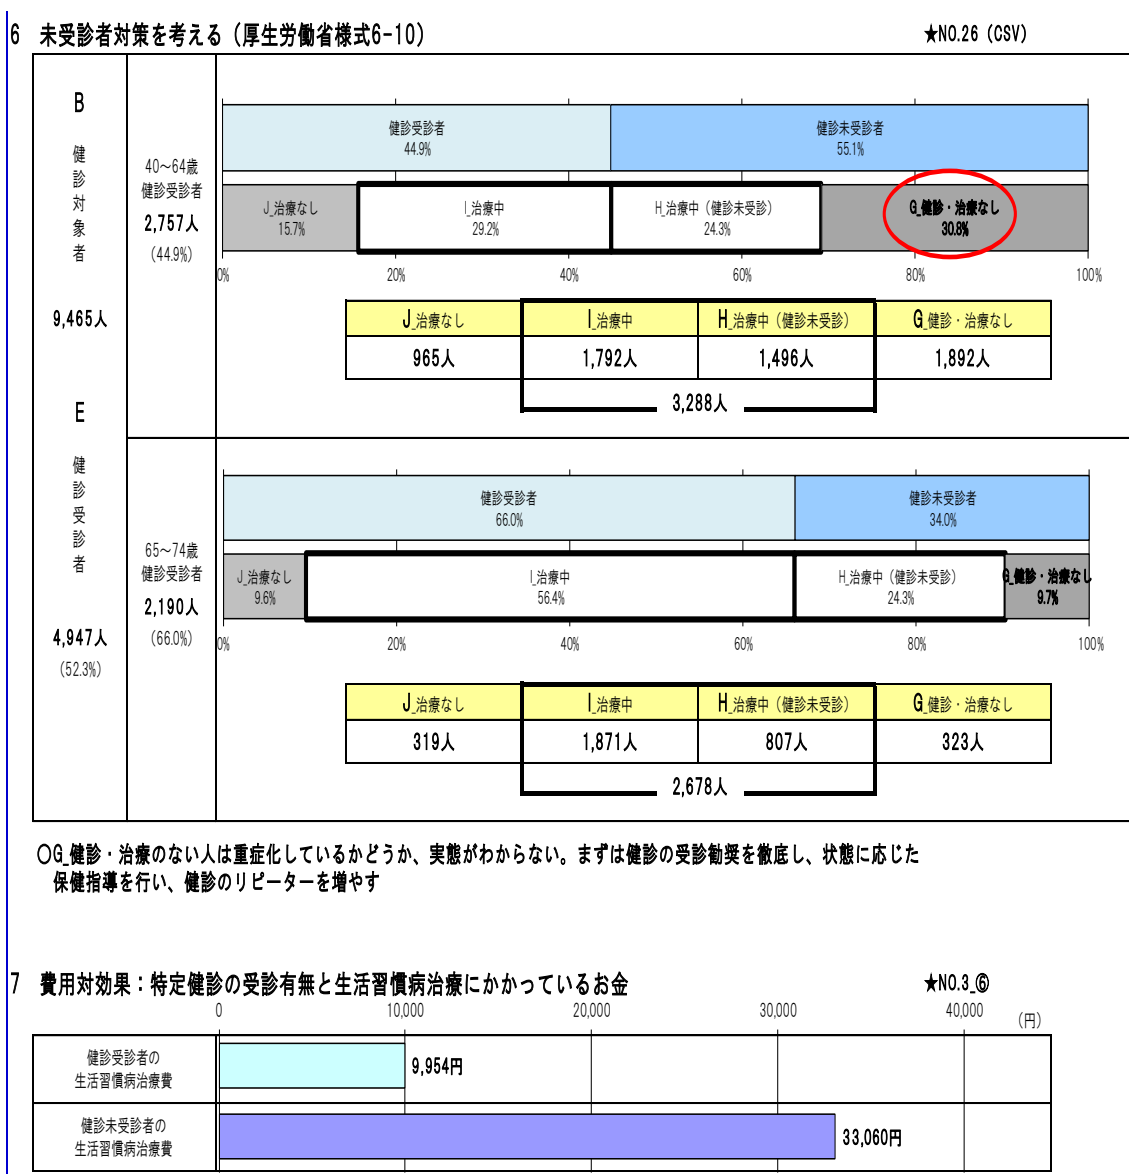 6 未受診者対策を考える（厚生労働省様式6-10）
★NO.26（CSV）
B
健診対象者
9,465人
E
健診受診者
4,947人
（52.3%）
40～64歳
健診受診者
2,757人
（44.9%）
健診受診者
44.9%
健診未受診者
55.1%
J_治療なし
15.7%
I_治療中
29.2%
H_治療中（健診未受診）
24.3%
G_健診・治療なし
30.8%
0% 20% 40% 60% 80% 100%
J_治療なし I_治療中 H_治療中（健診未受診） G_健診・治療なし
965人 1,792人 1,496人 1,892人
3,288人
65～74歳
健診受診者
2,190人
（66.0%）
健診受診者
66.0%
健診未受診者
34.0%
J_治療なし
9.6%
I_治療中
56.4%
H_治療中（健診未受診）
24.3%
G_健診・治療なし
9.7%
0% 20% 40% 60% 80% 100%
J_治療なし I_治療中 H_治療中（健診未受診） G_健診・治療なし
319人 1,871人 807人 323人
2,678人
○G_健診・治療のない人は重症化しているかどうか、実態がわからない。まずは健診の受診勧奨を徹底し、状態に応じた
保健指導を行い、健診のリピーターを増やす
7 費用対効果：特定健診の受診有無と生活習慣病治療にかかっているお金
★NO.3_⑥
0 10,000 20,000 30,000 40,000 （円）
健診受診者の
生活習慣病治療費
9,954円
健診未受診者の
生活習慣病治療費
33,060円